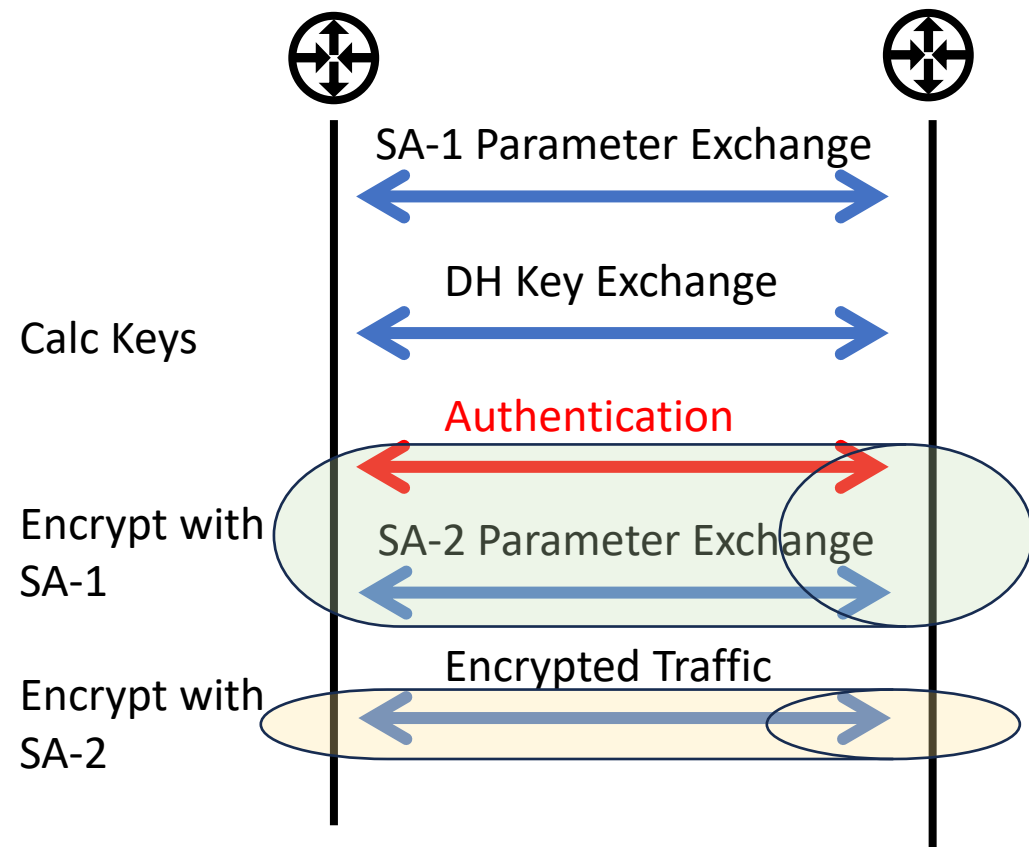 SA-1 Parameter Exchange
DH Key Exchange
Calc Keys
Authentication
Encrypt with
SA-1
SA-2 Parameter Exchange
Encrypted Traffic
Encrypt with
SA-2